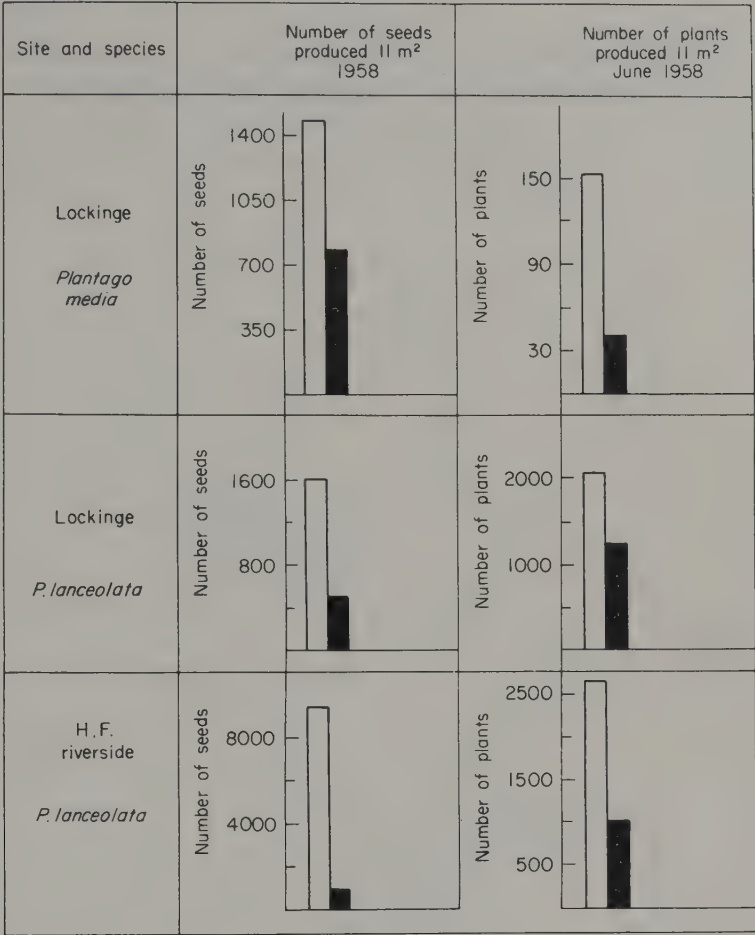 Site and species
Number of seeds
produced 11 m²
1958
Number of plants
produced 11 m²
June 1958
Lockinge
Plantago
media
Number of seeds
1400
1050
700
350
Number of plants
150
90
30
Lockinge
P. lanceolata
Number of seeds
1600
800
Number of plants
2000
1000
H.F.
riverside
P. lanceolata
Number of seeds
8000
4000
Number of plants
2500
1500
500